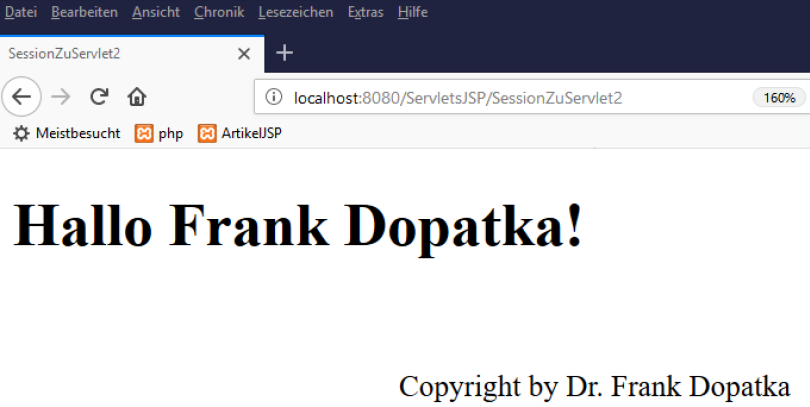 Datei Bearbeiten Ansicht Chronik Lesezeichen Extras Hilfe
SessionZuServlet2
localhost:8080/ServletsJSP/SessionZuServlet2 160%
Meistbesucht php ArtikelJSP
Hallo Frank Dopatka!
Copyright by Dr. Frank Dopatka